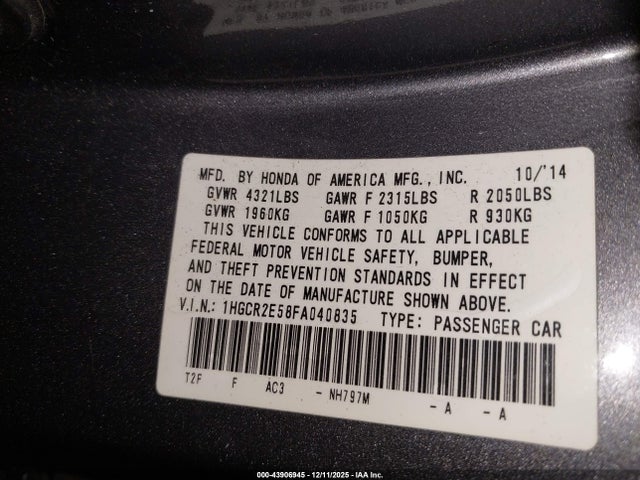 MFD. BY HONDA OF AMERICA MFG., INC. 10/'14
GVWR 4321LBS GAWR F 2315LBS R 2050LBS
GVWR 1960KG GAWR F 1050KG R 930KG
THIS VEHICLE CONFORMS TO ALL APPLICABLE
FEDERAL MOTOR VEHICLE SAFETY, BUMPER,
AND THEFT PREVENTION STANDARDS IN EFFECT
ON THE DATE OF MANUFACTURE SHOWN ABOVE.
V.I.N.: 1HGCR2E58FA040835 TYPE: PASSENGER CAR
T2F F AC3 - NH797M - A - A
000-43906945 - 12/11/2025 - IAA Inc.